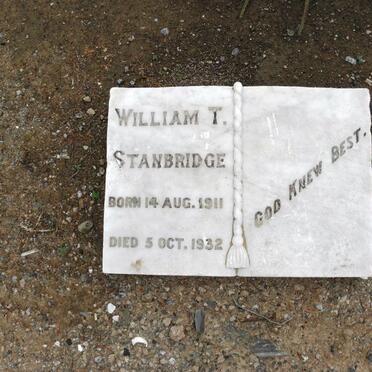 WILLIAM T.
STANBRIDGE
BORN 14 AUG. 1911
DIED 5 OCT. 1932
GOD KNEW BEST.